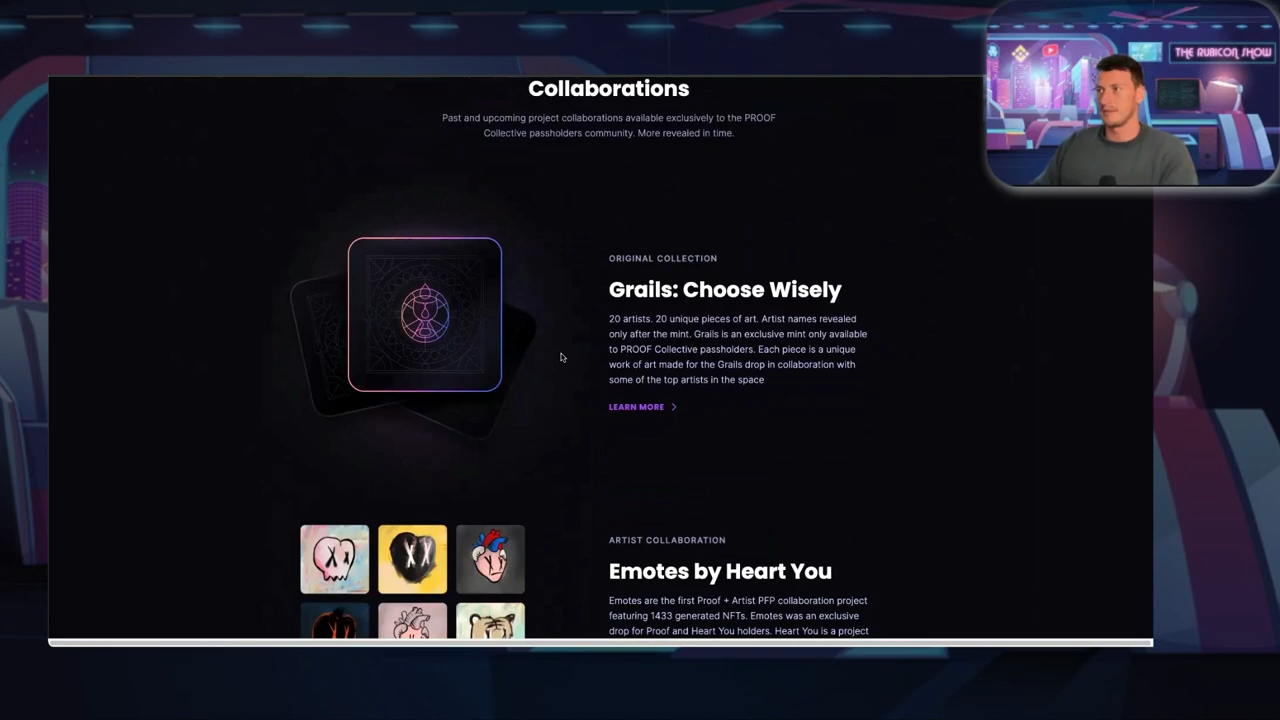 THE RUBICON SHOW
Collaborations
Past and upcoming project collaborations available exclusively to the PROOF
Collective passholders community. More revealed in time.
ORIGINAL COLLECTION
Grails: Choose Wisely
20 artists. 20 unique pieces of art. Artist names revealed
only after the mint. Grails is an exclusive mint only available
to PROOF Collective passholders. Each piece is a unique
work of art made for the Grails drop in collaboration with
some of the top artists in the space
LEARN MORE
ARTIST COLLABORATION
Emotes by Heart You
Emotes are the first Proof + Artist PFP collaboration project
featuring 1433 generated NFTs. Emotes was an exclusive
drop for Proof and Heart You holders. Heart You is a project